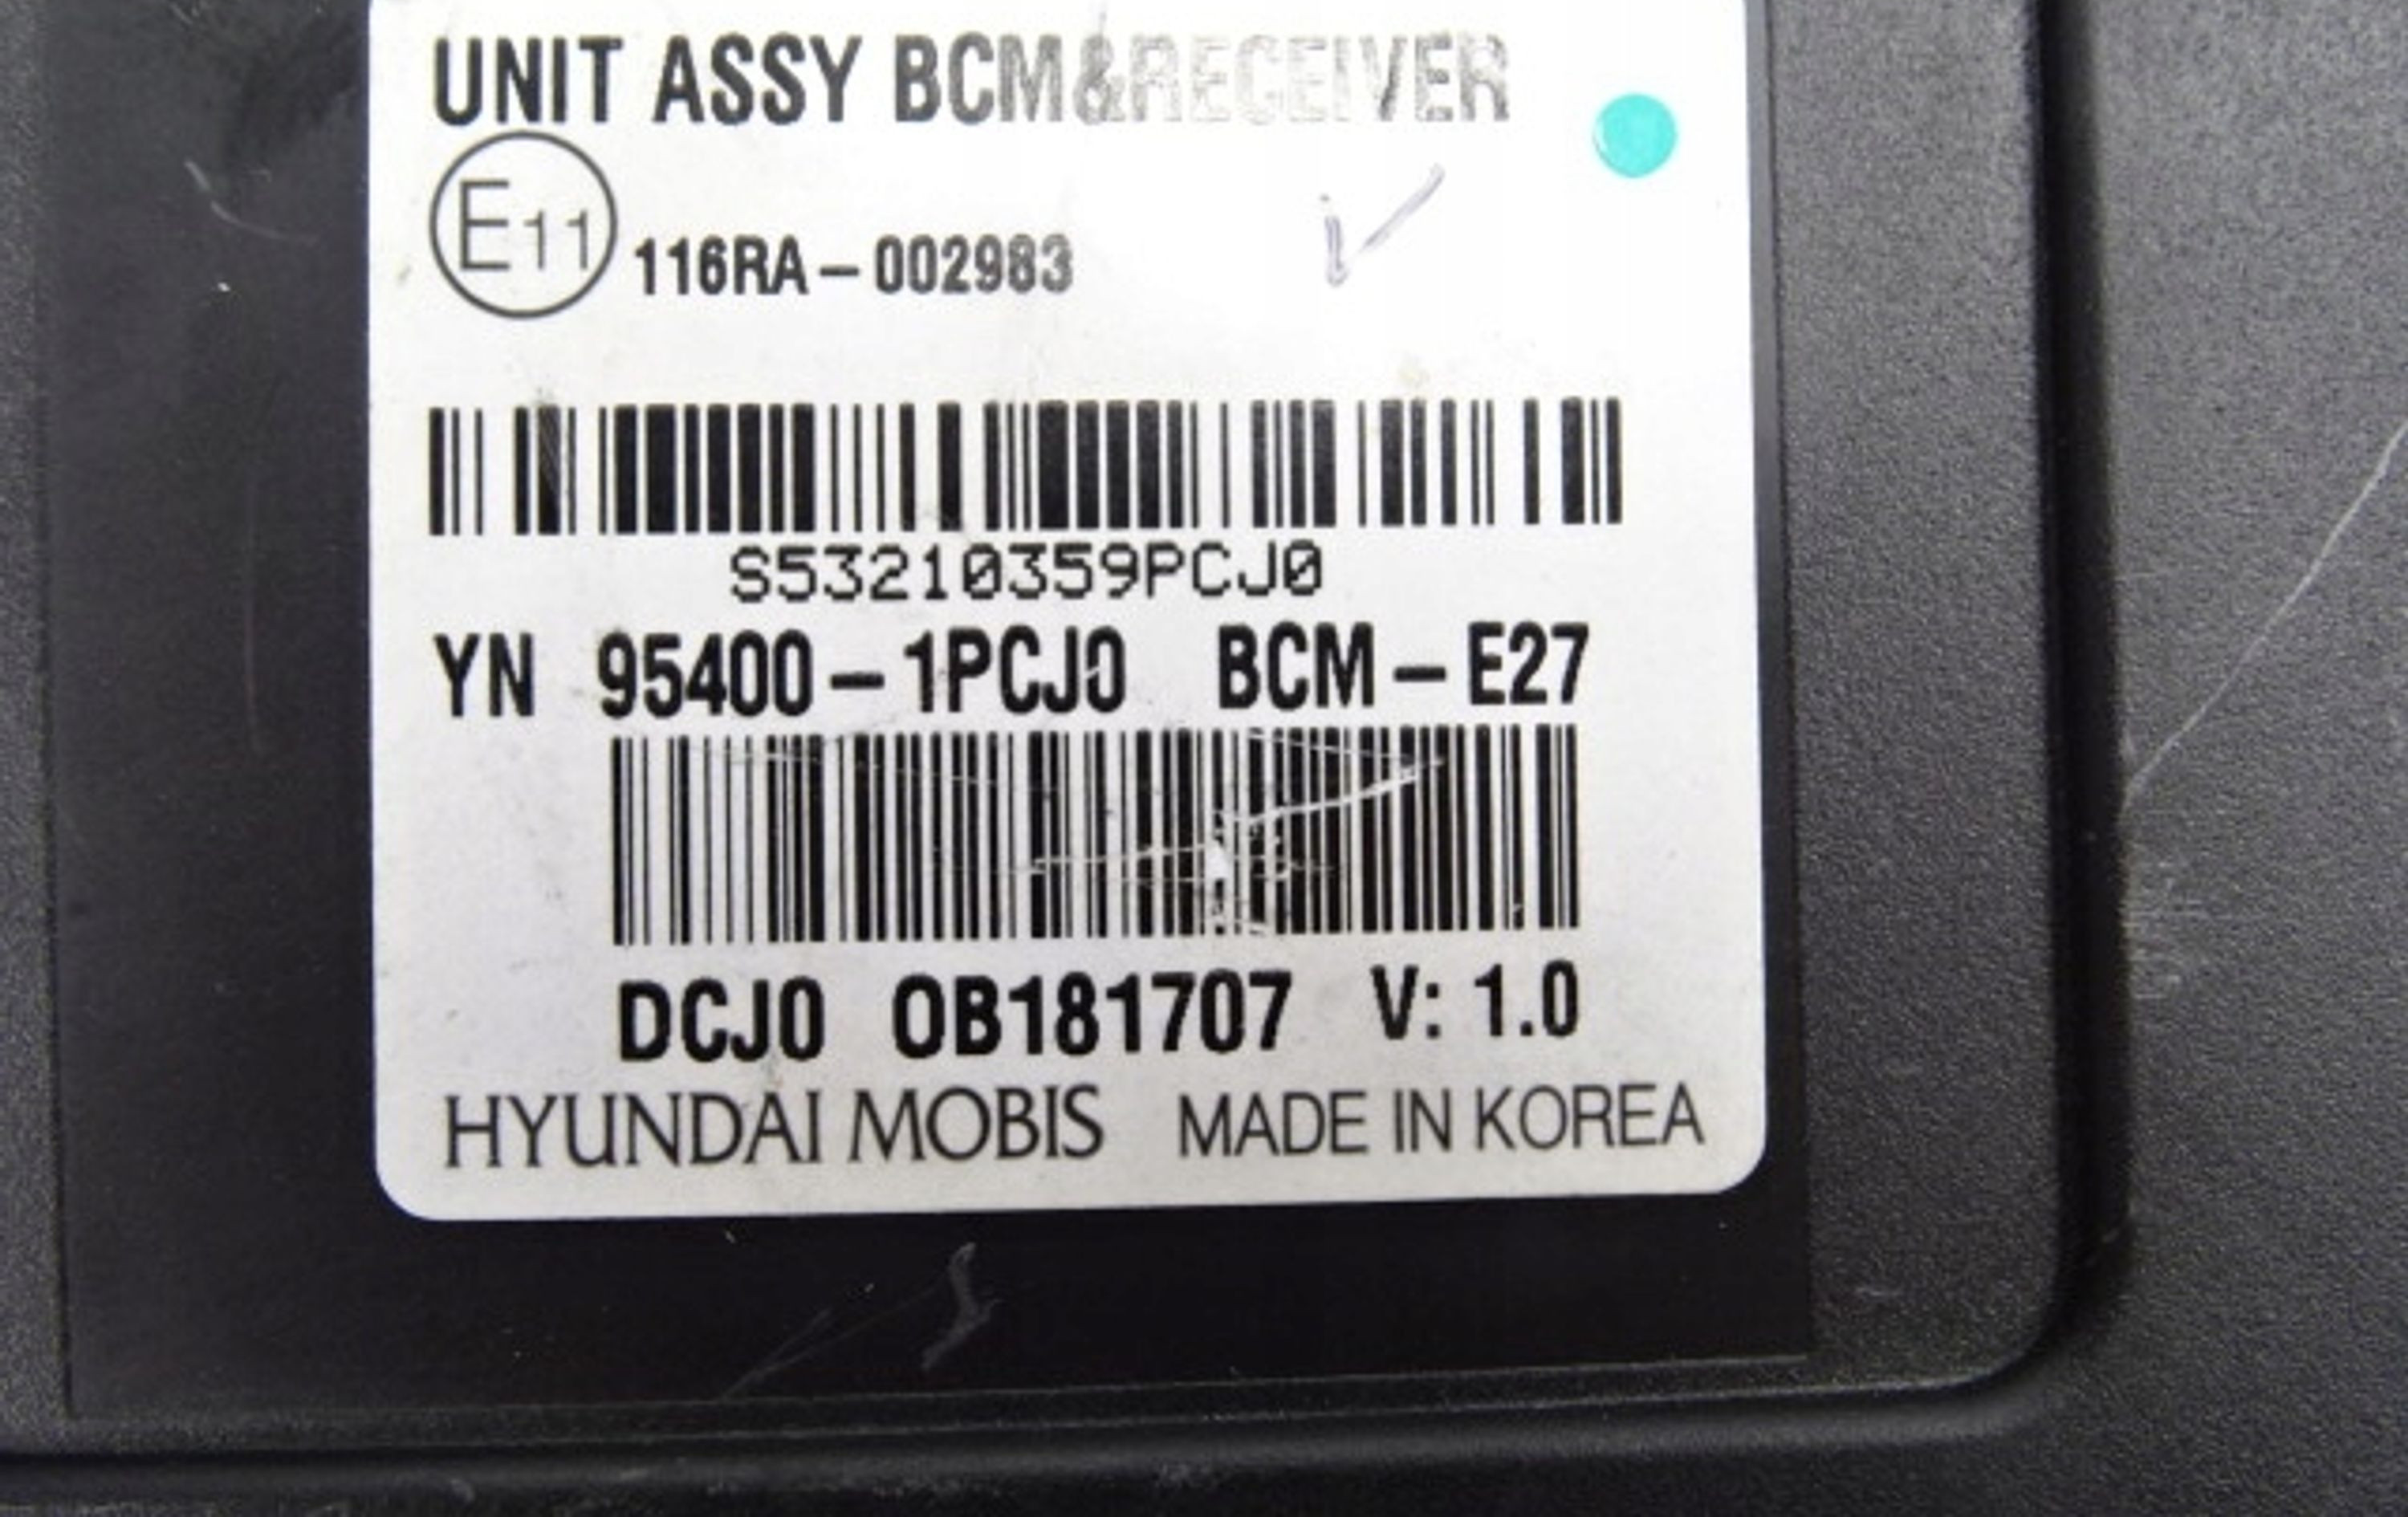 UNIT ASSY BCM&RECEIVER
E11 116RA-002983
S53210359PCJ0
YN 95400-1PCJ0 BCM-E27
DCJ0 OB181707 V: 1.0
HYUNDAI MOBIS MADE IN KOREA